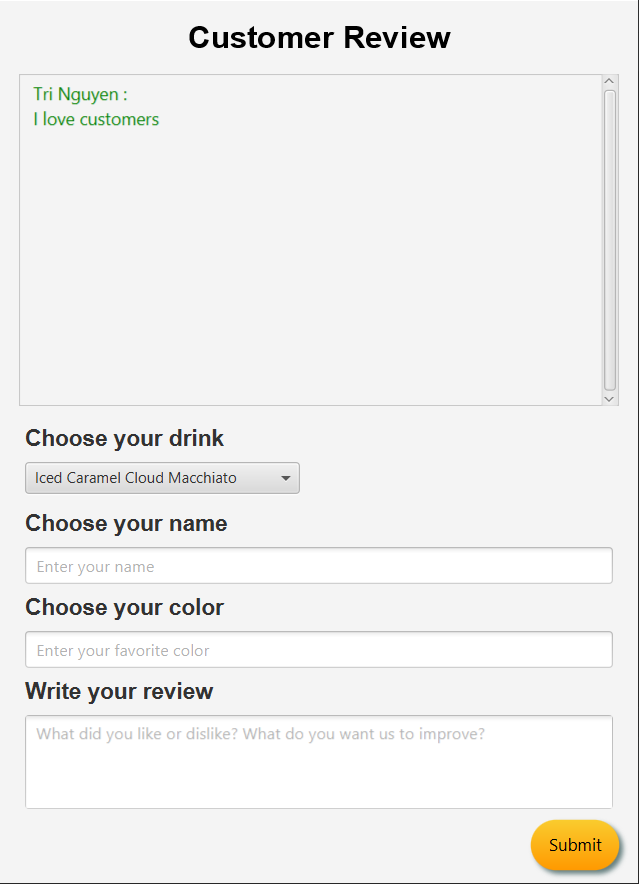 Customer Review
Tri Nguyen :
I love customers
Choose your drink
Iced Caramel Cloud Macchiato
Choose your name
Enter your name
Choose your color
Enter your favorite color
Write your review
What did you like or dislike? What do you want us to improve?
Submit